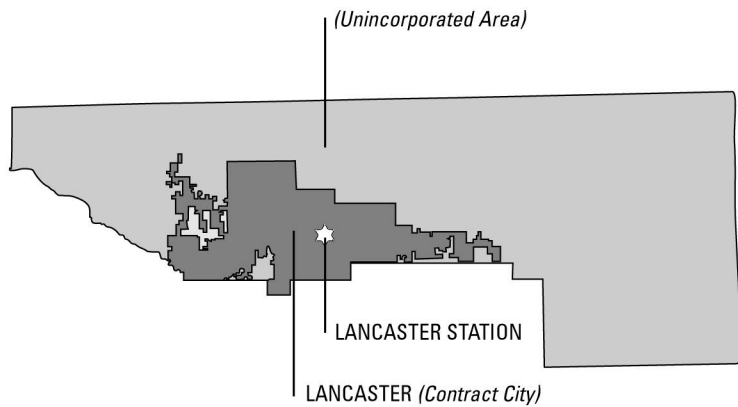 (Unincorporated Area)
LANCASTER STATION
LANCASTER (Contract City)